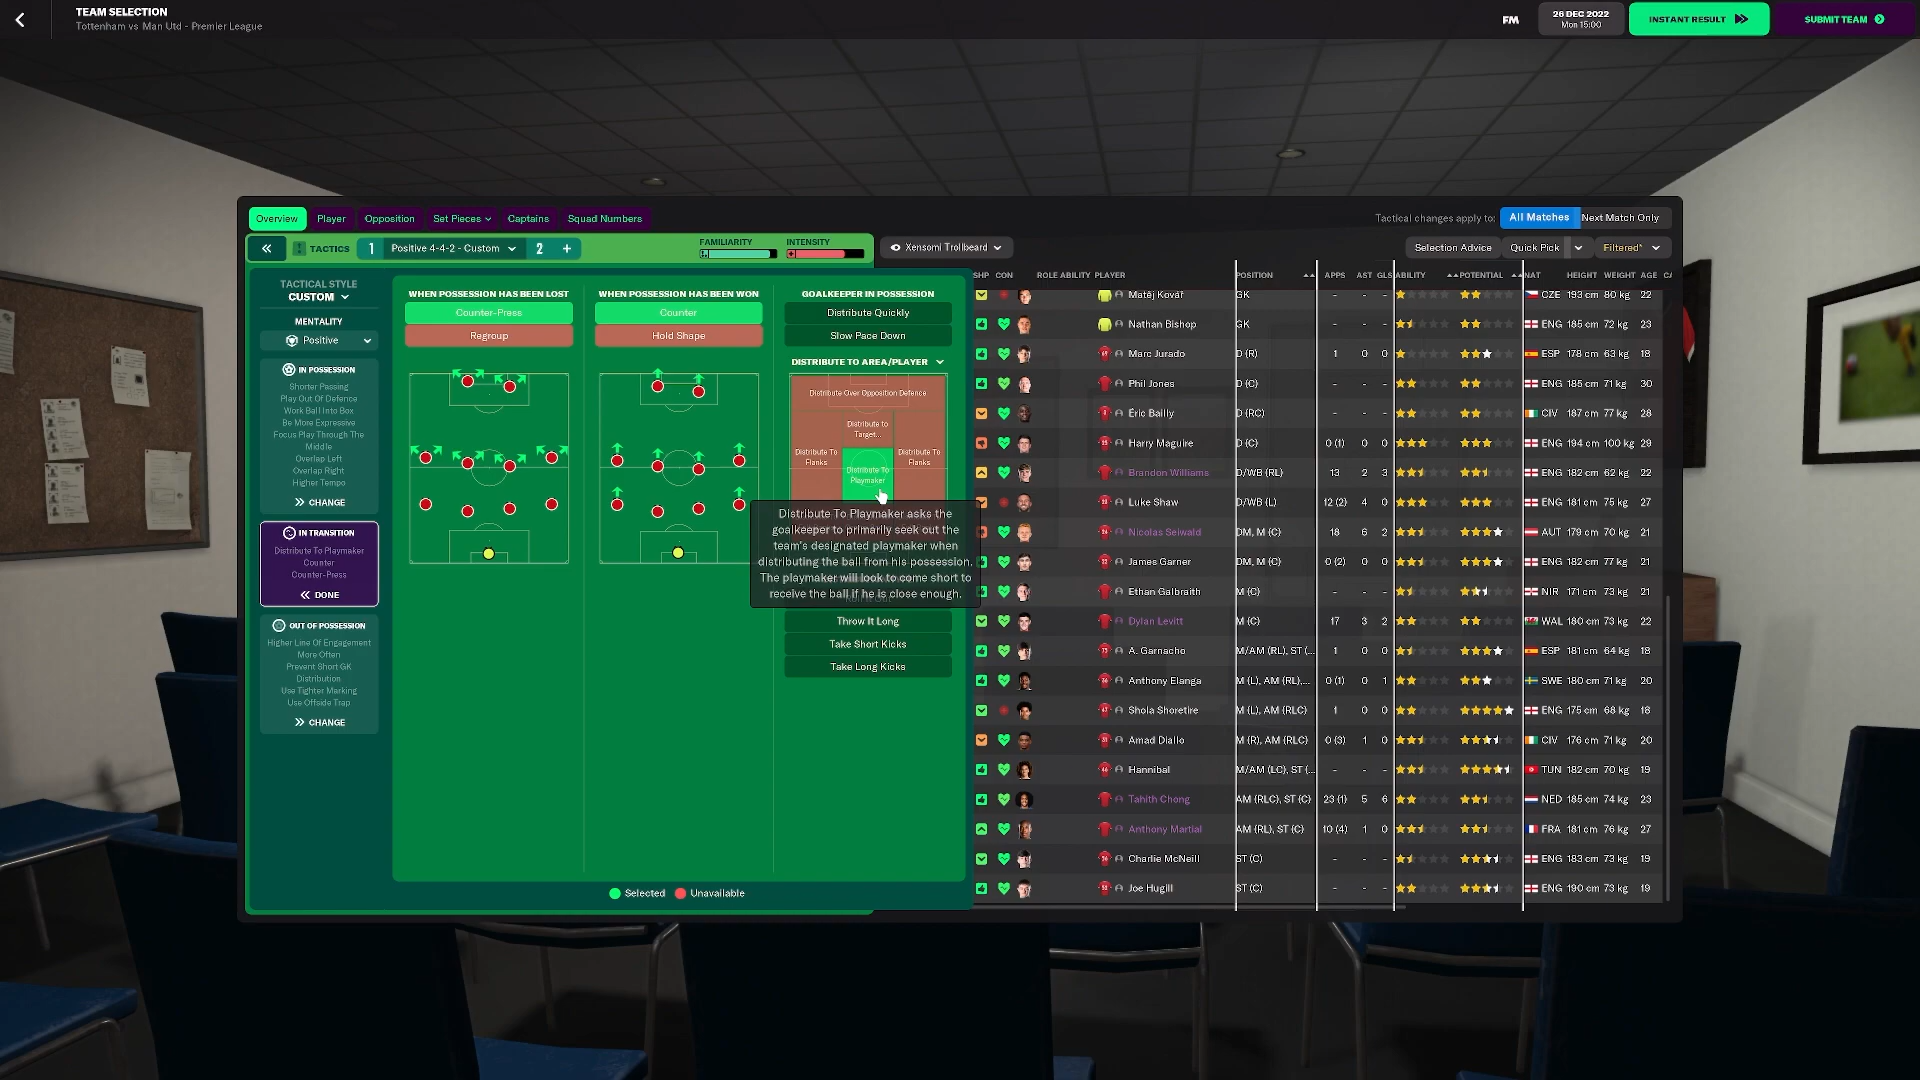 TEAM SELECTION
Tottenham vs Man Utd - Premier League
FM
26 DEC 2022
Mon 15:00
INSTANT RESULT
SUBMIT TEAM
Overview
Player
Opposition
Set Pieces
Captains
Squad Numbers
Tactical changes apply to:
All Matches
Next Match Only
TACTICS
1
Positive 4-4-2 - Custom
2
+
FAMILIARITY
INTENSITY
Xensomi Trollbeard
Selection Advice
Quick Pick
Filtered*
TACTICAL STYLE
CUSTOM
MENTALITY
Positive
IN POSSESSION
Shorter Passing
Play Out Of Defence
Work Ball Into Box
Be More Expressive
Focus Play Through The
Middle
Overlap Left
Overlap Right
Higher Tempo
CHANGE
IN TRANSITION
Distribute To Playmaker
Counter
Counter-Press
DONE
OUT OF POSSESSION
Higher Line Of Engagement
More Often
Prevent Short GK
Distribution
Use Tighter Marking
Use Offside Trap
CHANGE
WHEN POSSESSION HAS BEEN LOST
Counter-Press
Regroup
WHEN POSSESSION HAS BEEN WON
Counter
Hold Shape
GOALKEEPER IN POSSESSION
Distribute Quickly
Slow Pace Down
DISTRIBUTE TO AREA/PLAYER
Distribute Over Opposition Defence
Distribute to
Target...
Distribute To
Flanks
Distribute To
Playmaker
Distribute To
Flanks
Distribute To Playmaker asks the
goalkeeper to primarily seek out the
team's designated playmaker when
distributing the ball from his possession.
The playmaker will look to come short to
receive the ball if he is close enough.
Throw It Long
Take Short Kicks
Take Long Kicks
Selected
Unavailable
SHP CON ROLE ABILITY PLAYER POSITION APPS AST GLS ABILITY POTENTIAL NAT HEIGHT WEIGHT AGE
Matěj Kovář GK - - - CZE 193 cm 80 kg 22
Nathan Bishop GK - - - ENG 185 cm 72 kg 23
Marc Jurado D (R) 1 0 0 ESP 178 cm 63 kg 18
Phil Jones D (C) - - - ENG 185 cm 71 kg 30
Éric Bailly D (RC) - - - CIV 187 cm 77 kg 28
Harry Maguire D (C) 0 (1) 0 0 ENG 194 cm 100 kg 29
Brandon Williams D/WB (RL) 13 2 3 ENG 182 cm 62 kg 22
Luke Shaw D/WB (L) 12 (2) 4 0 ENG 181 cm 75 kg 27
Nicolas Seiwald DM, M (C) 18 6 2 AUT 179 cm 70 kg 21
James Garner DM, M (C) 0 (2) 0 0 ENG 182 cm 77 kg 21
Ethan Galbraith M (C) - - - NIR 171 cm 73 kg 21
Dylan Levitt M (C) 17 3 2 WAL 180 cm 73 kg 22
A. Garnacho M/AM (RL), ST (... 1 0 0 ESP 181 cm 64 kg 18
Anthony Elanga M (L), AM (RL),... 0 (1) 0 1 SWE 180 cm 71 kg 20
Shola Shoretire M (L), AM (RLC) 1 0 0 ENG 175 cm 68 kg 18
Amad Diallo M (R), AM (RLC) 0 (3) 1 0 CIV 176 cm 71 kg 20
Hannibal M/AM (LC), ST (... - - - TUN 182 cm 70 kg 19
Tahith Chong AM (RLC), ST (C) 23 (1) 5 6 NED 185 cm 74 kg 23
Anthony Martial AM (RL), ST (C) 10 (4) 1 0 FRA 181 cm 76 kg 27
Charlie McNeill ST (C) - - - ENG 183 cm 73 kg 19
Joe Hugill ST (C) - - - ENG 190 cm 73 kg 19